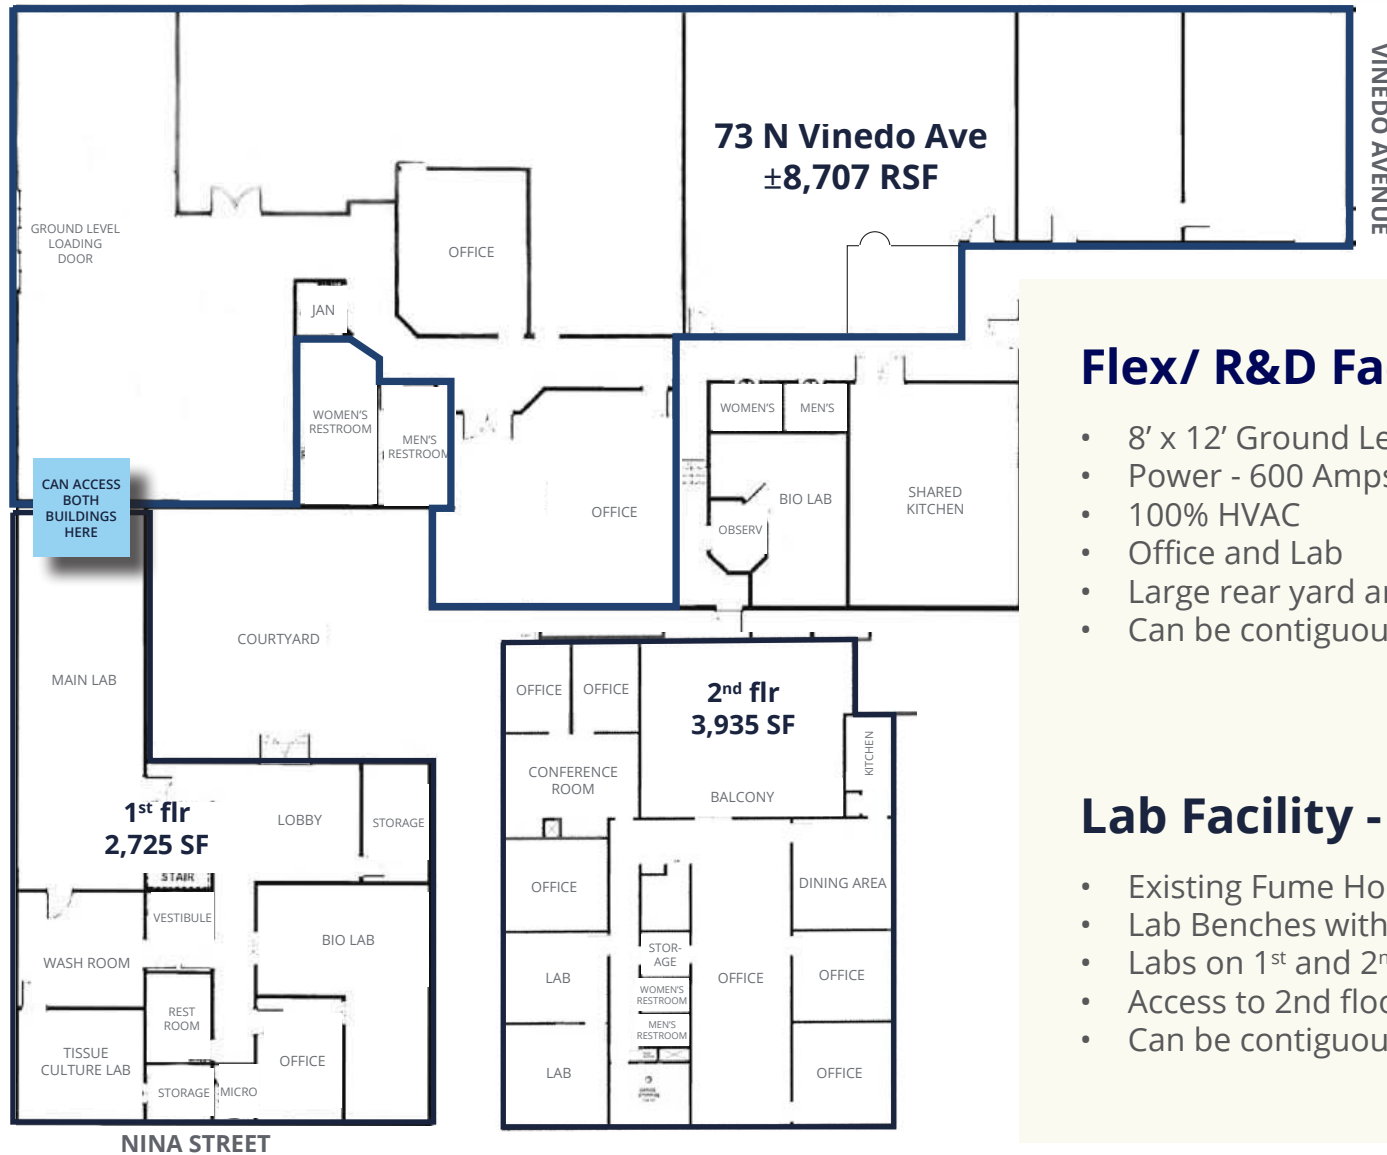 VINEDO AVENUE
73 N Vinedo Ave
±8,707 RSF
GROUND LEVEL
LOADING
DOOR
OFFICE
JAN
WOMEN'S
RESTROOM
MEN'S
RESTROOM
OFFICE
WOMEN'S
MEN'S
BIO LAB
OBSERV
SHARED
KITCHEN
CAN ACCESS
BOTH
BUILDINGS
HERE
COURTYARD
MAIN LAB
1st flr
2,725 SF
LOBBY
STORAGE
STAIR
VESTIBULE
BIO LAB
WASH ROOM
REST
ROOM
TISSUE
CULTURE LAB
OFFICE
STORAGE
MICRO
NINA STREET
OFFICE
OFFICE
2nd flr
3,935 SF
KITCHEN
CONFERENCE
ROOM
BALCONY
OFFICE
DINING AREA
STOR-
AGE
LAB
OFFICE
OFFICE
WOMEN'S
RESTROOM
MEN'S
RESTROOM
LAB
OFFICE
Flex/ R&D Fa
• 8’ x 12’ Ground Le
• Power - 600 Amps
• 100% HVAC
• Office and Lab
• Large rear yard ar
• Can be contiguou
Lab Facility -
• Existing Fume Ho
• Lab Benches with
• Labs on 1st and 2n
• Access to 2nd floo
• Can be contiguou